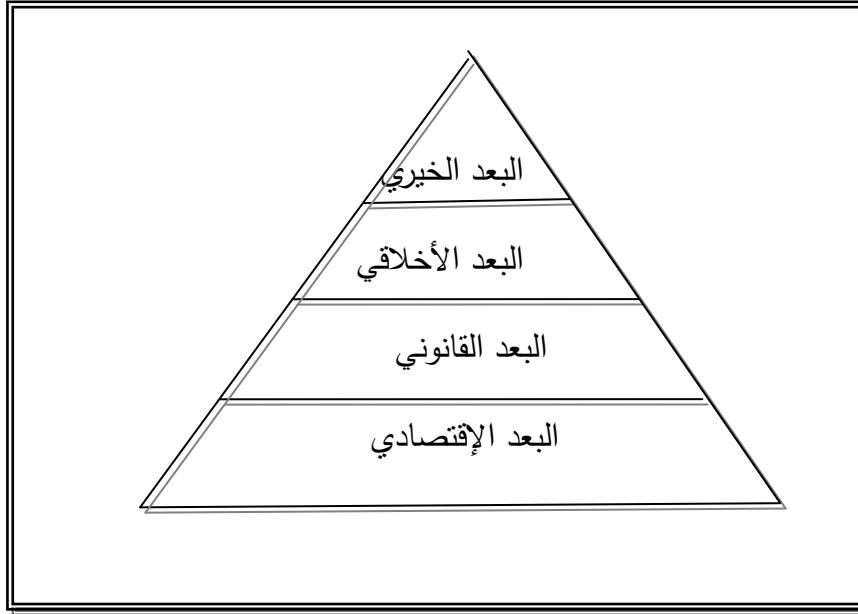 البعد الخيري
البعد الأخلاقي
البعد القانوني
البعد الإقتصادي